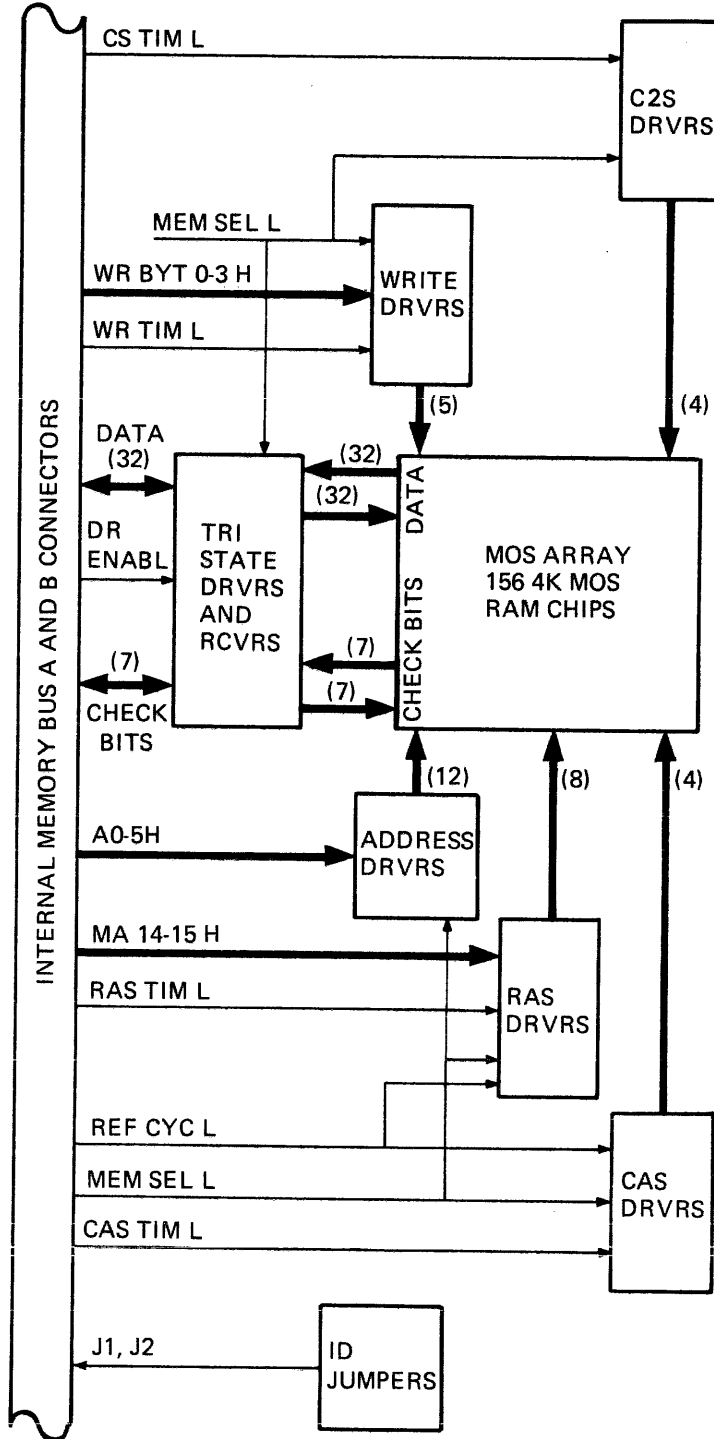 CS TIM L
C2S
DRVRS
MEM SEL L
WR BYT 0-3 H
WRITE
DRVRS
WR TIM L
(5)
(4)
INTERNAL MEMORY BUS A AND B CONNECTORS
DATA
(32)
(32)
(32)
DATA
DR
ENABL
TRI
STATE
DRVRS
AND
RCVRS
MOS ARRAY
156 4K MOS
RAM CHIPS
CHECK BITS
(7)
(7)
(7)
CHECK
BITS
(12)
(8)
(4)
A0-5H
ADDRESS
DRVRS
MA 14-15 H
RAS TIM L
RAS
DRVRS
REF CYC L
MEM SEL L
CAS
DRVRS
CAS TIM L
J1, J2
ID
JUMPERS